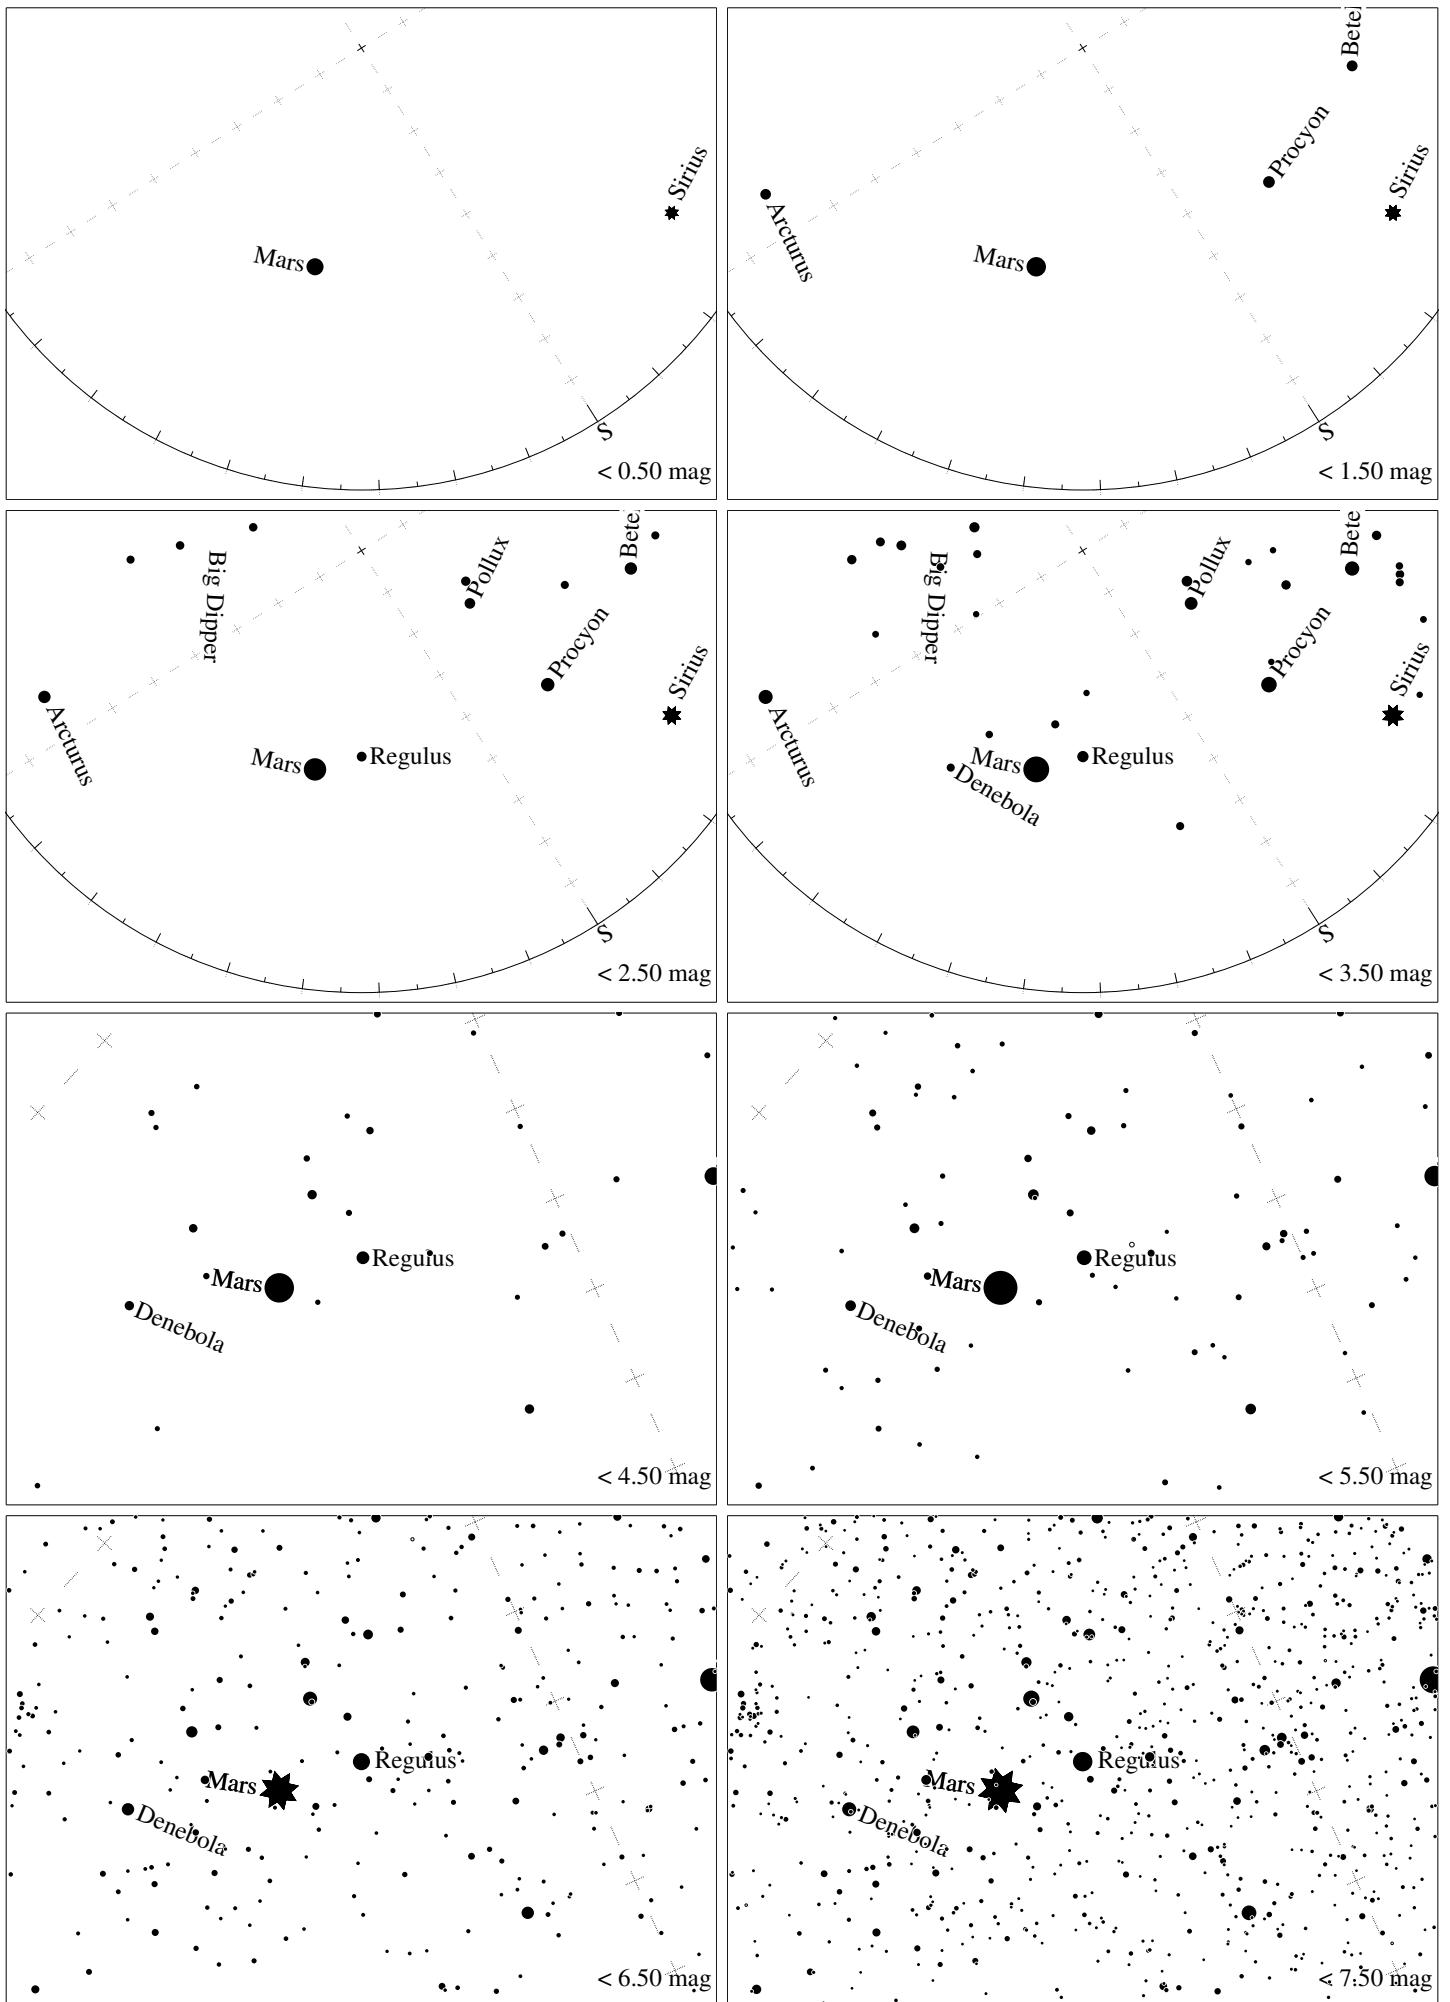 Sirius
Mars
S
< 0.50 mag
Bete
Procyon
Sirius
Arcturus
Mars
S
< 1.50 mag
Bete
Pollux
Big Dipper
Procyon
Sirius
Arcturus
Mars
Regulus
S
< 2.50 mag
Bete
Pollux
Big Dipper
Procyon
Sirius
Arcturus
Mars
Regulus
Denebola
S
< 3.50 mag
Regulus
Mars
Denebola
< 4.50 mag
Regulus
Mars
Denebola
< 5.50 mag
Regulus
Mars
Denebola
< 6.50 mag
Regulus
Mars
Denebola
< 7.50 mag